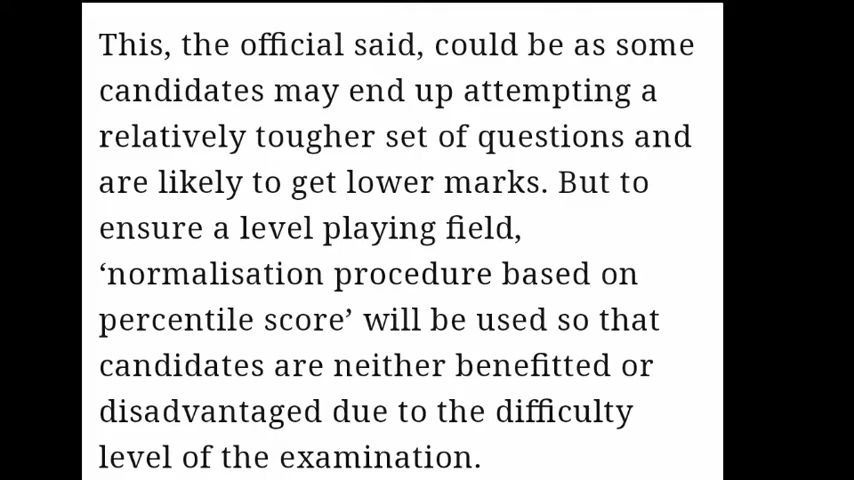 This, the official said, could be as some
candidates may end up attempting a
relatively tougher set of questions and
are likely to get lower marks. But to
ensure a level playing field,
‘normalisation procedure based on
percentile score’ will be used so that
candidates are neither benefitted or
disadvantaged due to the difficulty
level of the examination.